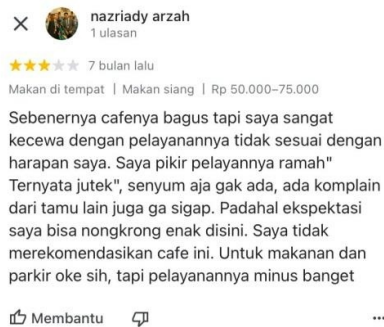 nazriady arzah
1 ulasan
7 bulan lalu
Makan di tempat | Makan siang | Rp 50.000–75.000
Sebenernya cafenya bagus tapi saya sangat
kecewa dengan pelayanannya tidak sesuai dengan
harapan saya. Saya pikir pelayannya ramah"
Ternyata jutek", senyum aja gak ada, ada komplain
dari tamu lain juga ga sigap. Padahal ekspektasi
saya bisa nongkrong enak disini. Saya tidak
merekomendasikan cafe ini. Untuk makanan dan
parkir oke sih, tapi pelayanannya minus banget
Membantu